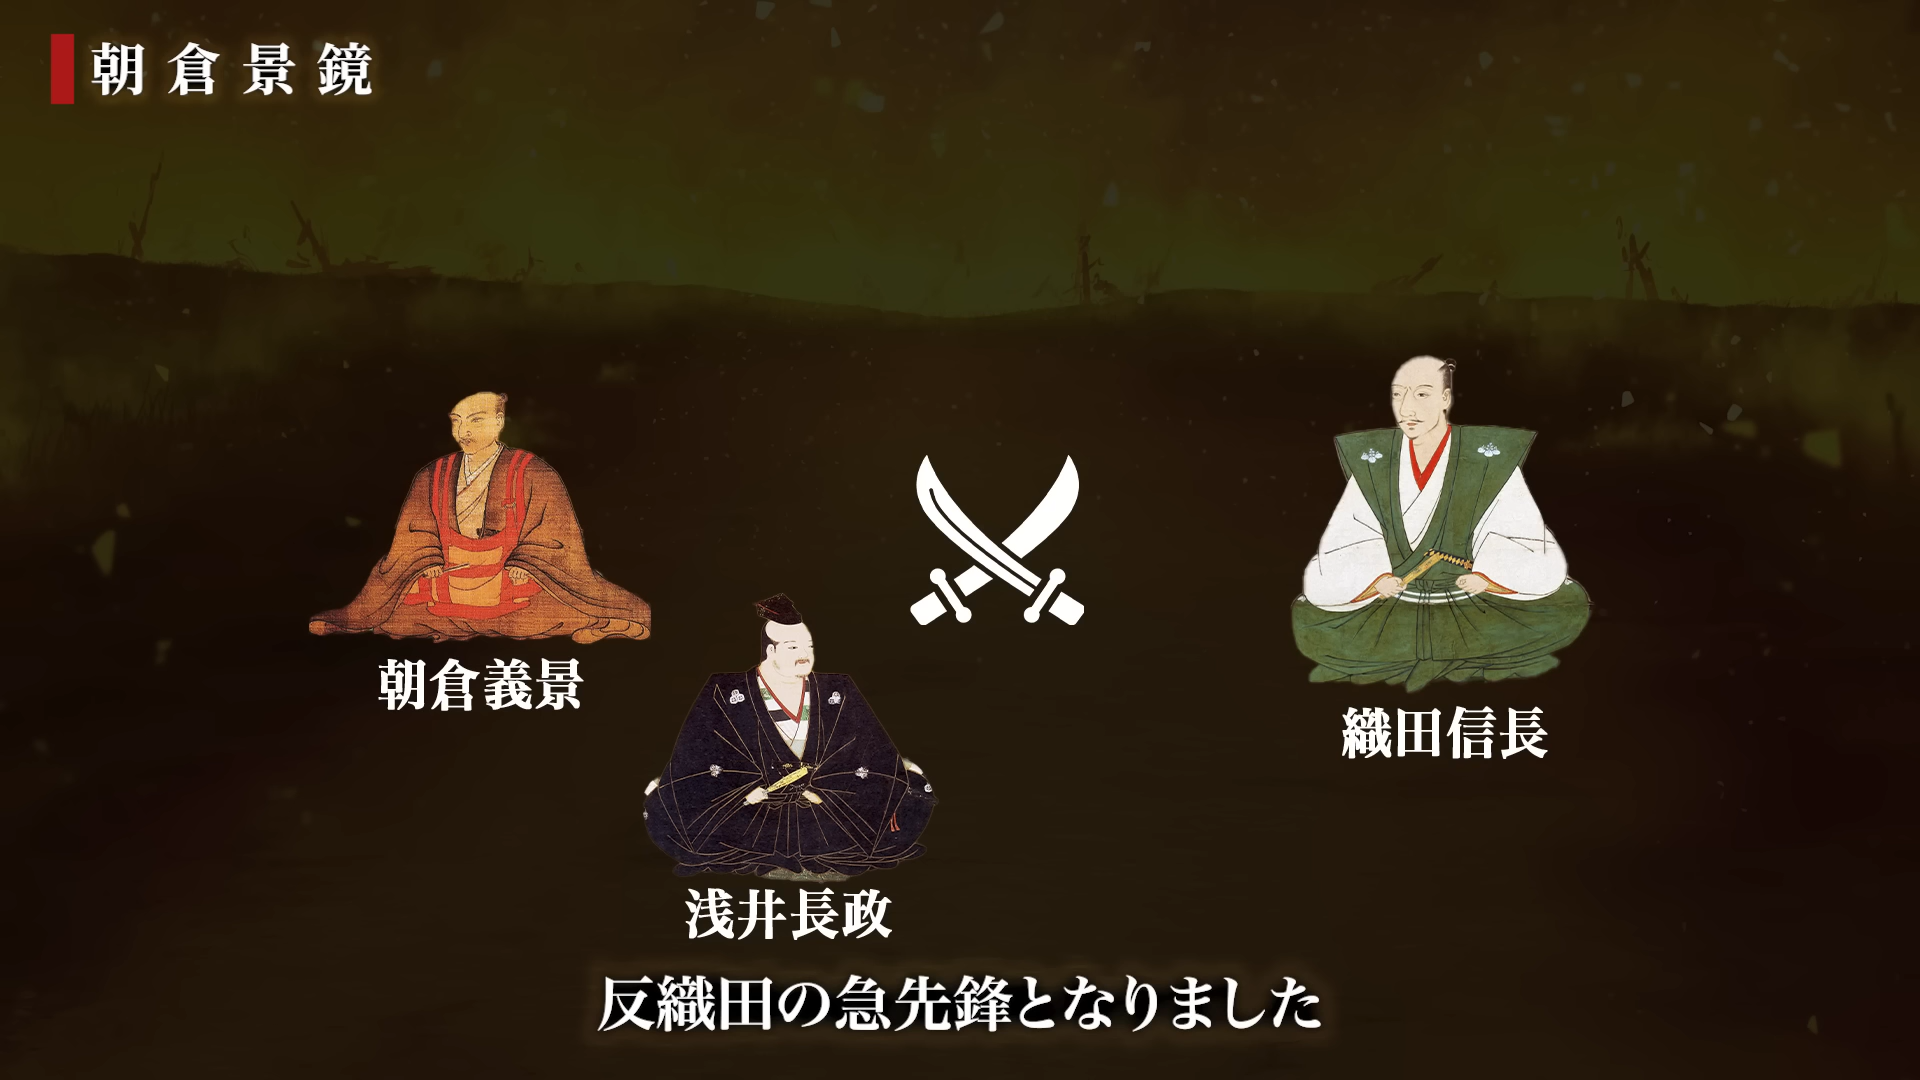 朝倉景鏡
朝倉義景
織田信長
浅井長政
反織田の急先鋒となりました